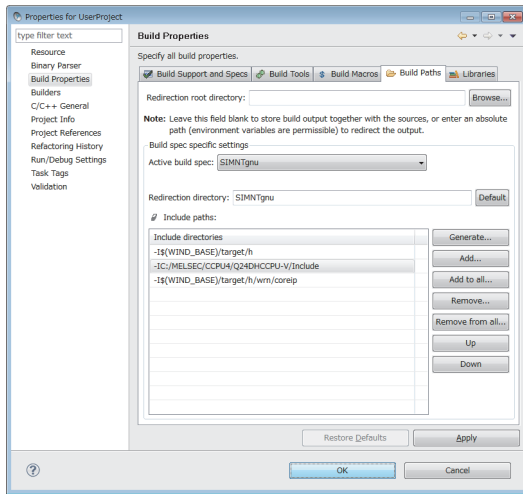 Properties for UserProject
type filter text
Resource
Binary Parser
Build Properties
Builders
C/C++ General
Project Info
Project References
Refactoring History
Run/Debug Settings
Task Tags
Validation
Build Properties
Specify all build properties.
Build Support and Specs
Build Tools
Build Macros
Build Paths
Libraries
Redirection root directory:
Browse...
Note: Leave this field blank to store build output together with the sources, or enter an absolute
path (environment variables are permissible) to redirect the output.
Build spec specific settings
Active build spec: SIMNTgnu
Redirection directory: SIMNTgnu
Default
Include paths:
Include directories
-I$(WIND_BASE)/target/h
-IC:/MELSEC/CCPU4/Q24DHCCPU-V/Include
-I$(WIND_BASE)/target/h/wrn/coreip
Generate...
Add...
Add to all...
Remove...
Remove from all...
Up
Down
Restore Defaults
Apply
?
OK
Cancel